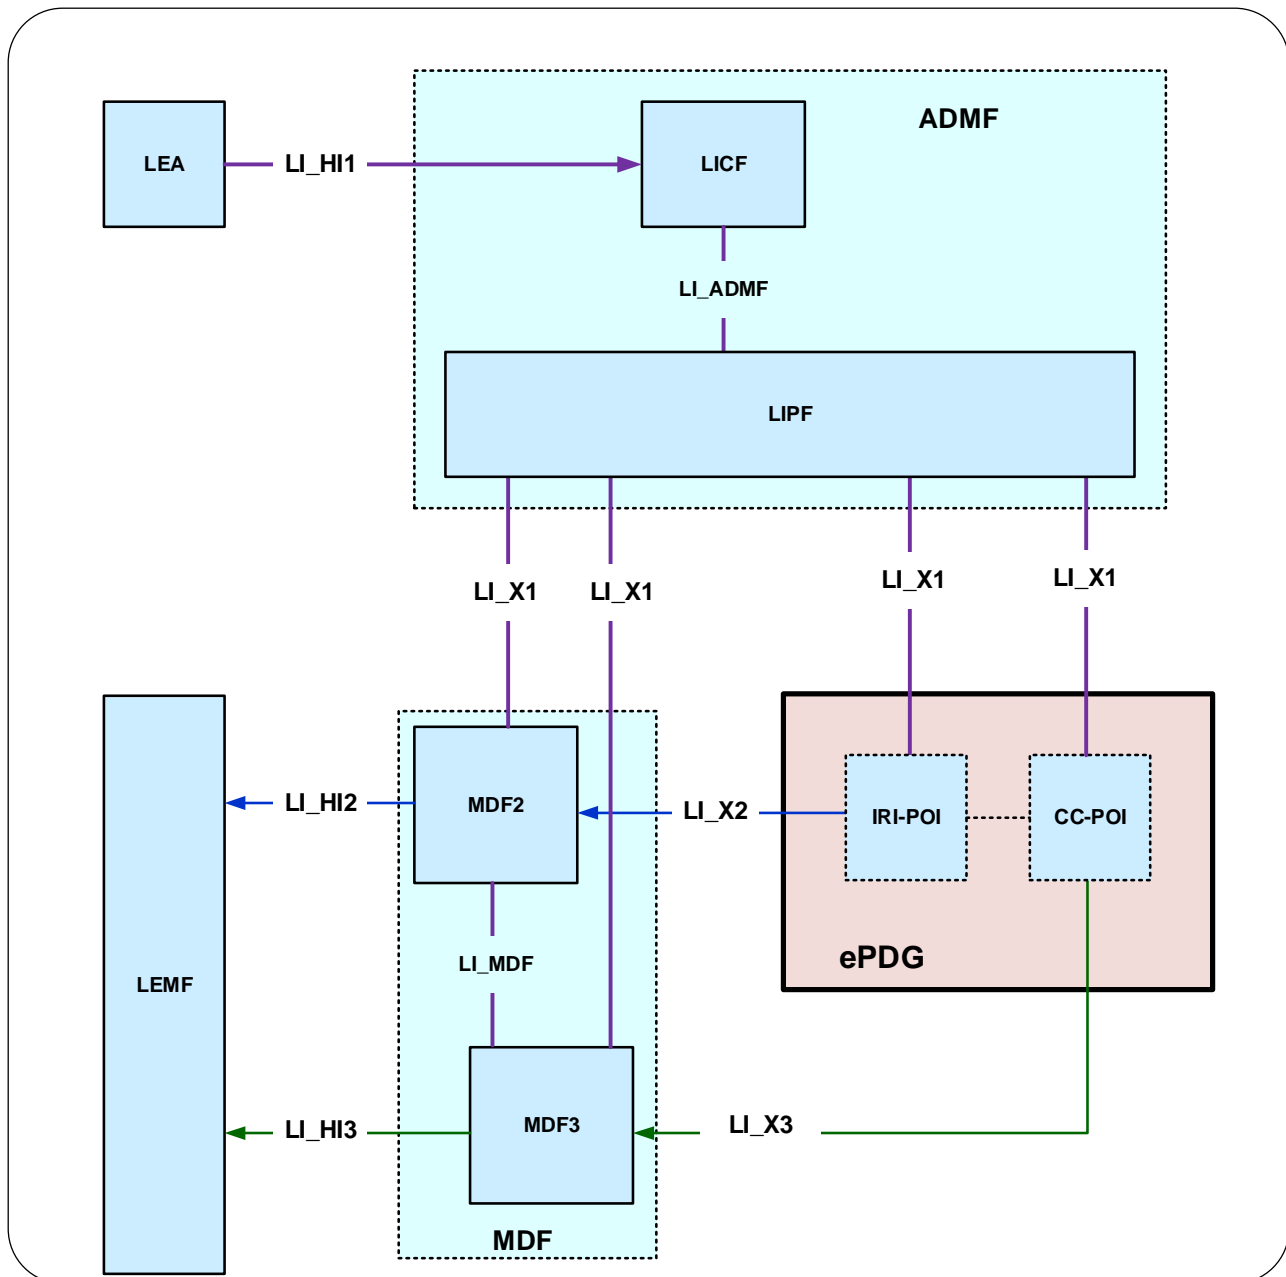 ADMF
LEA
LI_HI1
LICF
LI_ADMF
LIPF
LI_X1
LI_X1
LI_X1
LI_X1
LI_HI2
MDF2
LI_X2
IRI-POI
CC-POI
ePDG
LI_MDF
LEMF
LI_HI3
MDF3
LI_X3
MDF